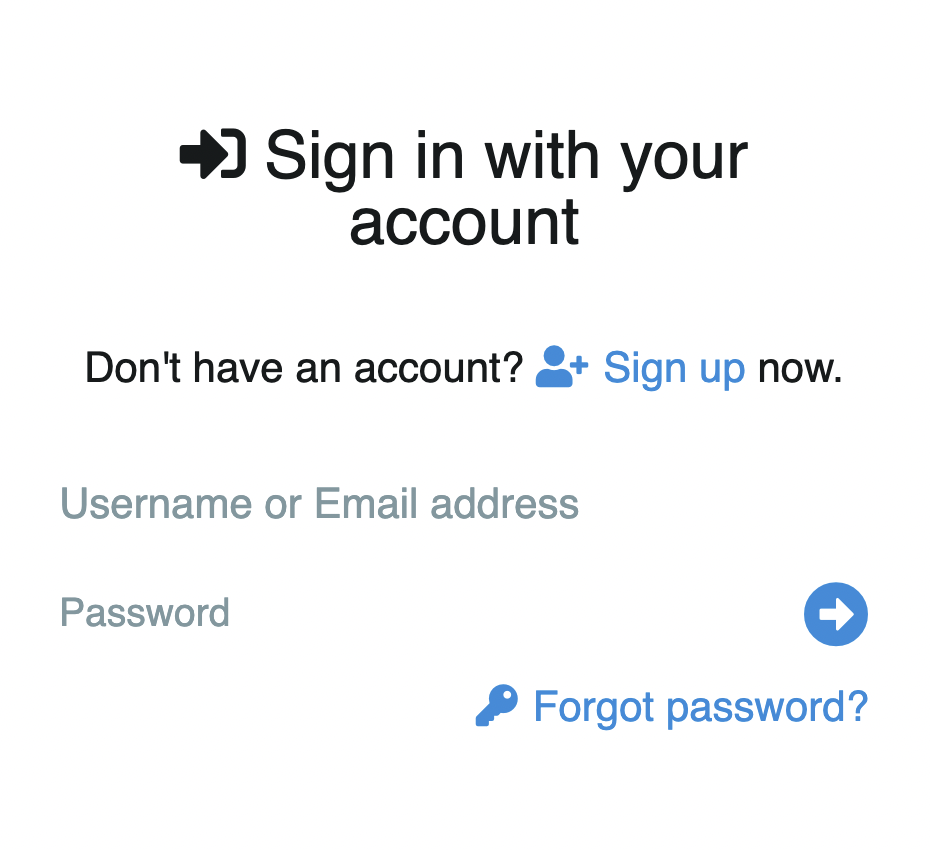 Sign in with your
account
Don't have an account? Sign up now.
Username or Email address
Password
Forgot password?